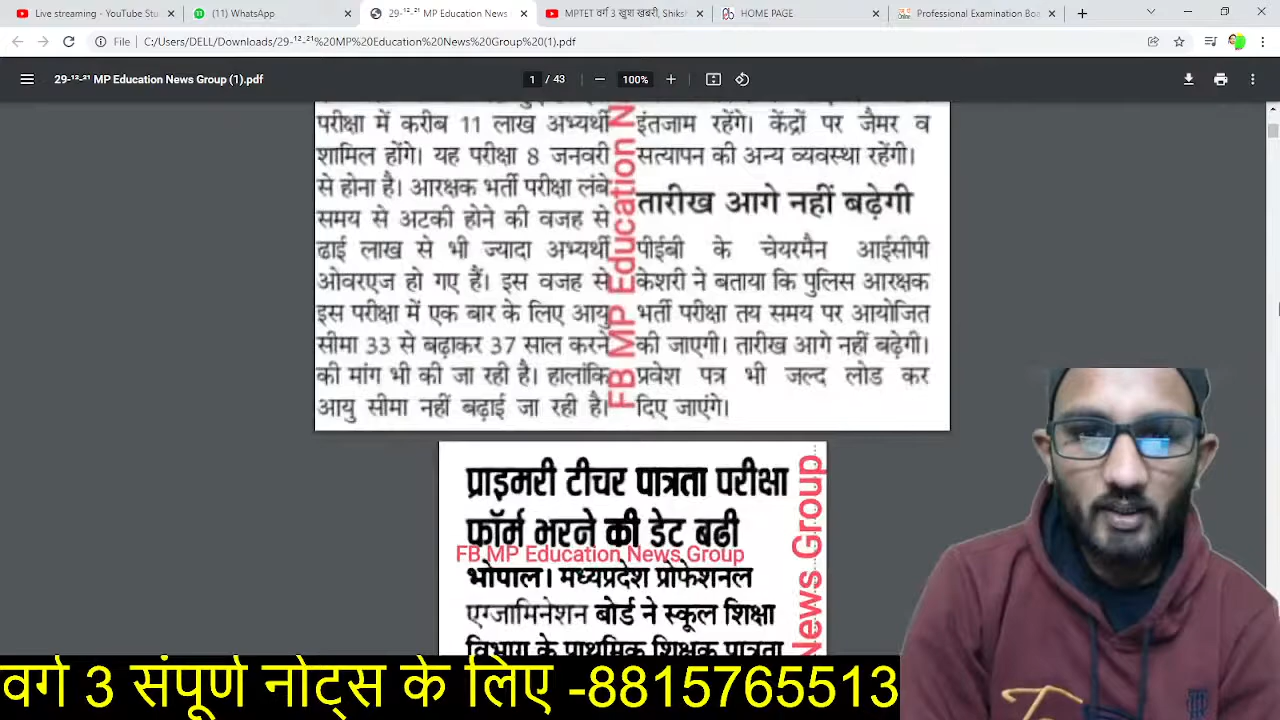 Live streaming - YouTube Stu
(11) WhatsApp
29-¹²-²¹ MP Education News
MPTET वर्ग 3 खुश खबरी, Shiksh
HOME PAGE
Professional Examination Boa
File
C:/Users/DELL/Downloads/29-¹²-²¹%20MP%20Education%20News%20Group%20(1).pdf
29-¹²-²¹ MP Education News Group (1).pdf
1 / 43
100%
परीक्षा में करीब 11 लाख अभ्यर्थी
शामिल होंगे। यह परीक्षा 8 जनवरी
से होना है। आरक्षक भर्ती परीक्षा लंबे
समय से अटकी होने की वजह से
ढाई लाख से भी ज्यादा अभ्यर्थी
ओवरएज हो गए हैं। इस वजह से
इस परीक्षा में एक बार के लिए आयु
सीमा 33 से बढ़ाकर 37 साल करने
की मांग भी की जा रही है। हालांकि
आयु सीमा नहीं बढ़ाई जा रही है।
FB MP Education N
इंतजाम रहेंगे। केंद्रों पर जैमर व
सत्यापन की अन्य व्यवस्था रहेंगी।
तारीख आगे नहीं बढ़ेगी
पीईबी के चेयरमैन आईसीपी
केशरी ने बताया कि पुलिस आरक्षक
भर्ती परीक्षा तय समय पर आयोजित
की जाएगी। तारीख आगे नहीं बढ़ेगी।
प्रवेश पत्र भी जल्द लोड कर
दिए जाएंगे।
प्राइमरी टीचर पात्रता परीक्षा
फॉर्म भरने की डेट बढी
FB MP Education News Group
भोपाल। मध्यप्रदेश प्रोफेशनल
एग्जामिनेशन बोर्ड ने स्कूल शिक्षा
विभाग के प्राथमिक शिक्षक पात्रता
News Group
वर्ग 3 संपूर्ण नोट्स के लिए -8815765513